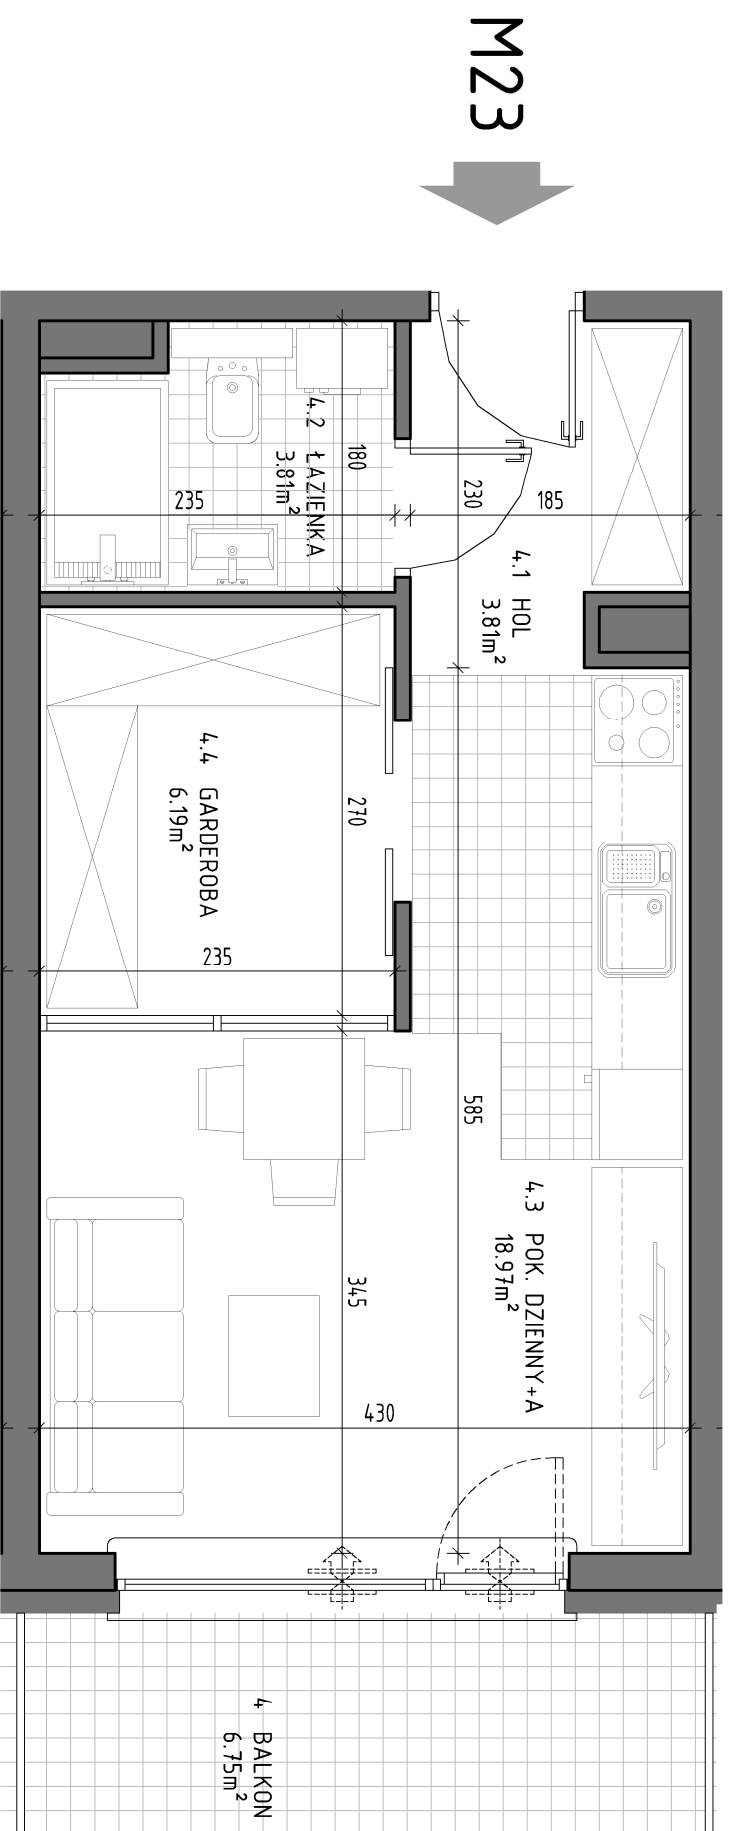 M23
4.2 ŁAZIENKA
3.81m²
180
235
230
185
4.1 HOL
3.81m²
4.4 GARDEROBA
6.19m²
270
235
585
4.3 POK. DZIENNY+A
18.97m²
345
430
4 BALKON
6.75m²